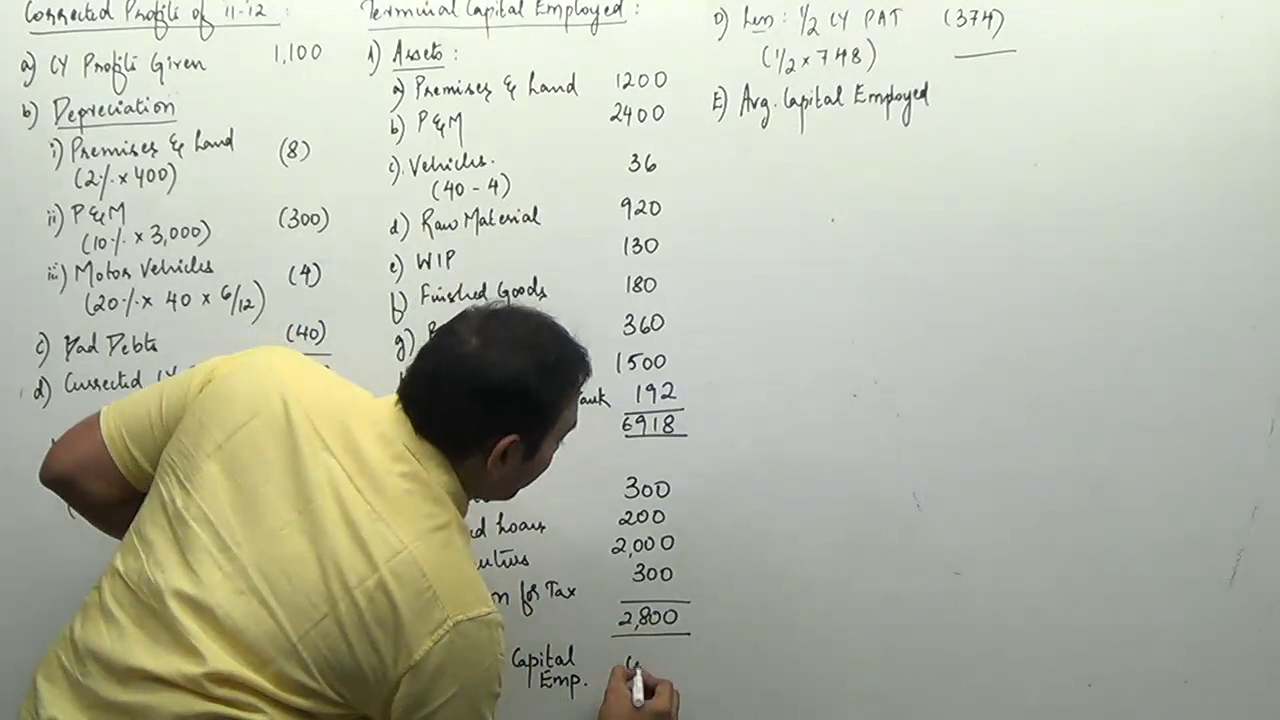 Corrected Profits of 11-12 :
a) CY Profits Given 1,100
b) Depreciation
i) Premises & Land (8)
(2% x 400)
ii) P&M (300)
(10% x 3,000)
iii) Motor Vehicles (4)
(20% x 40 x 6/12)
c) Bad Debts (40)
d) Corrected
Terminal Capital Employed :
A) Assets :
a) Premises & Land 1200
b) P&M 2400
c) Vehicles. 36
(40 - 4)
d) Raw Material 920
e) WIP 130
f) Finished Goods 180
g) 360
1500
192
6918
300
200
2,000
300
for Tax
2,800
Capital
Emp.
D) Less : 1/2 CY PAT (374)
(1/2 x 748)
E) Avg. Capital Employed